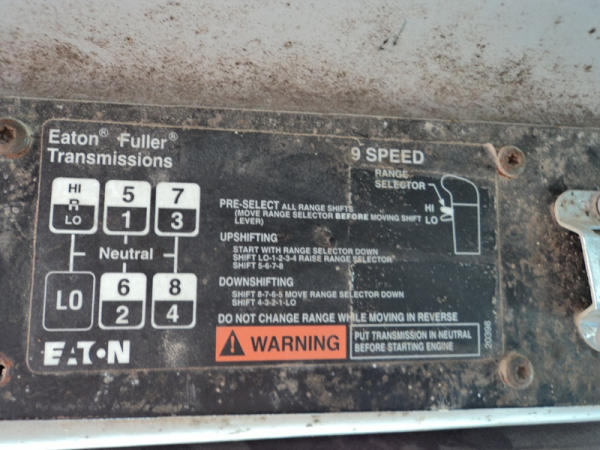 Eaton® Fuller®
Transmissions
9 SPEED
RANGE
SELECTOR
HI
LO
HI
R
LO
5
1
7
3
Neutral
LO
6
2
8
4
PRE-SELECT ALL RANGE SHIFTS
(MOVE RANGE SELECTOR BEFORE MOVING SHIFT
LEVER)
UPSHIFTING
START WITH RANGE SELECTOR DOWN
SHIFT LO-1-2-3-4 RAISE RANGE SELECTOR
SHIFT 5-6-7-8
DOWNSHIFTING
SHIFT 8-7-6-5 MOVE RANGE SELECTOR DOWN
SHIFT 4-3-2-1-LO
DO NOT CHANGE RANGE WHILE MOVING IN REVERSE
EATON
WARNING
PUT TRANSMISSION IN NEUTRAL
BEFORE STARTING ENGINE
20398